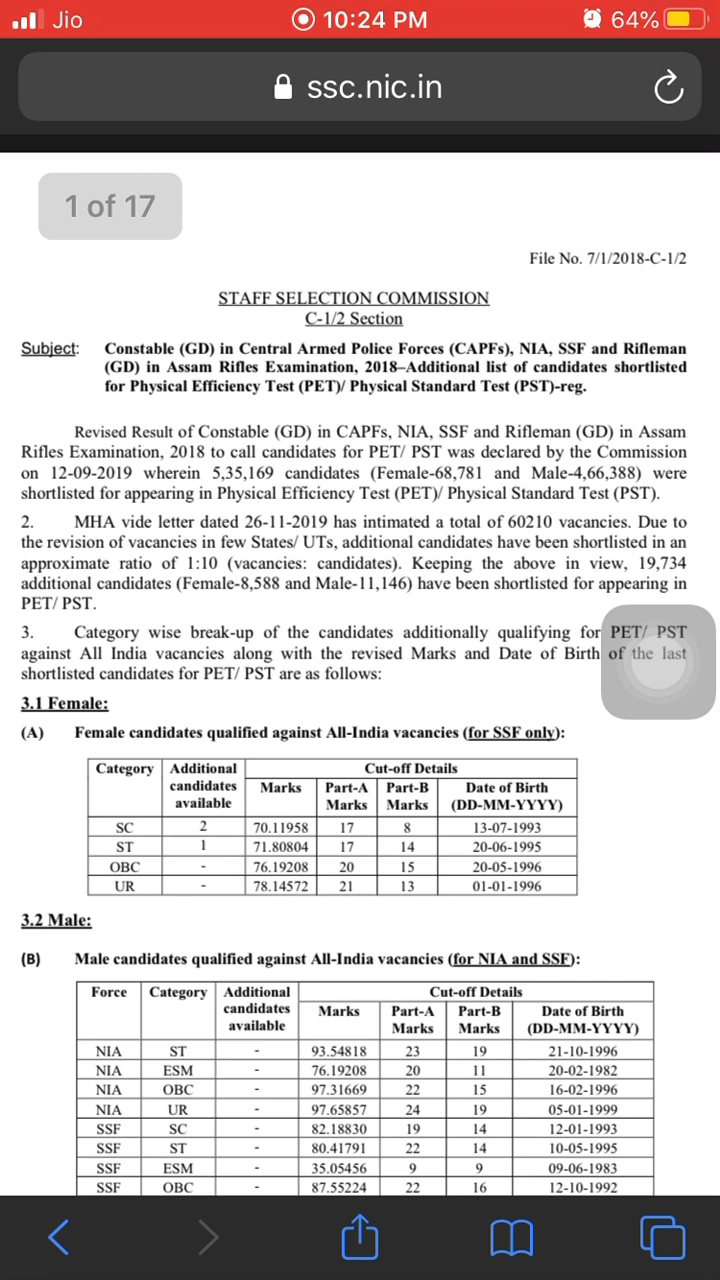 Jio 10:24 PM 64%
ssc.nic.in
1 of 17
File No. 7/1/2018-C-1/2
STAFF SELECTION COMMISSION
C-1/2 Section
Subject: Constable (GD) in Central Armed Police Forces (CAPFs), NIA, SSF and Rifleman
(GD) in Assam Rifles Examination, 2018–Additional list of candidates shortlisted
for Physical Efficiency Test (PET)/ Physical Standard Test (PST)-reg.
Revised Result of Constable (GD) in CAPFs, NIA, SSF and Rifleman (GD) in Assam
Rifles Examination, 2018 to call candidates for PET/ PST was declared by the Commission
on 12-09-2019 wherein 5,35,169 candidates (Female-68,781 and Male-4,66,388) were
shortlisted for appearing in Physical Efficiency Test (PET)/ Physical Standard Test (PST).
2. MHA vide letter dated 26-11-2019 has intimated a total of 60210 vacancies. Due to
the revision of vacancies in few States/ UTs, additional candidates have been shortlisted in an
approximate ratio of 1:10 (vacancies: candidates). Keeping the above in view, 19,734
additional candidates (Female-8,588 and Male-11,146) have been shortlisted for appearing in
PET/ PST.
3. Category wise break-up of the candidates additionally qualifying for PET/ PST
against All India vacancies along with the revised Marks and Date of Birth of the last
shortlisted candidates for PET/ PST are as follows:
3.1 Female:
(A) Female candidates qualified against All-India vacancies (for SSF only):
Category Additional candidates available Cut-off Details
Marks Part-A Marks Part-B Marks Date of Birth (DD-MM-YYYY)
SC 2 70.11958 17 8 13-07-1993
ST 1 71.80804 17 14 20-06-1995
OBC - 76.19208 20 15 20-05-1996
UR - 78.14572 21 13 01-01-1996
3.2 Male:
(B) Male candidates qualified against All-India vacancies (for NIA and SSF):
Force Category Additional candidates available Cut-off Details
Marks Part-A Marks Part-B Marks Date of Birth (DD-MM-YYYY)
NIA ST - 93.54818 23 19 21-10-1996
NIA ESM - 76.19208 20 11 20-02-1982
NIA OBC - 97.31669 22 15 16-02-1996
NIA UR - 97.65857 24 19 05-01-1999
SSF SC - 82.18830 19 14 12-01-1993
SSF ST - 80.41791 22 14 10-05-1995
SSF ESM - 35.05456 9 9 09-06-1983
SSF OBC - 87.55224 22 16 12-10-1992